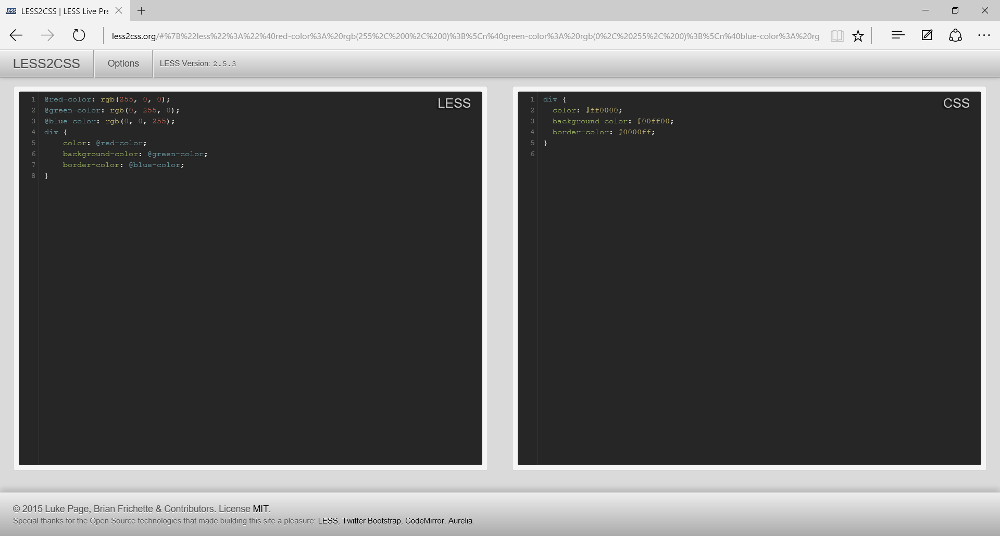 less LESS2CSS | LESS Live Pre
less2css.org/#%7B%22less%22%3A%22%40red-color%3A%20rgb(255%2C%200%2C%200)%3B%5Cn%40green-color%3A%20rgb(0%2C%20255%2C%200)%3B%5Cn%40blue-color%3A%20rg
LESS2CSS Options LESS Version: 2.5.3
LESS
1 @red-color: rgb(255, 0, 0);
2 @green-color: rgb(0, 255, 0);
3 @blue-color: rgb(0, 0, 255);
4 div {
5 color: @red-color;
6 background-color: @green-color;
7 border-color: @blue-color;
8 }
CSS
1 div {
2 color: #ff0000;
3 background-color: #00ff00;
4 border-color: #0000ff;
5 }
6
© 2015 Luke Page, Brian Frichette & Contributors. License MIT.
Special thanks for the Open Source technologies that made building this site a pleasure: LESS, Twitter Bootstrap, CodeMirror, Aurelia.